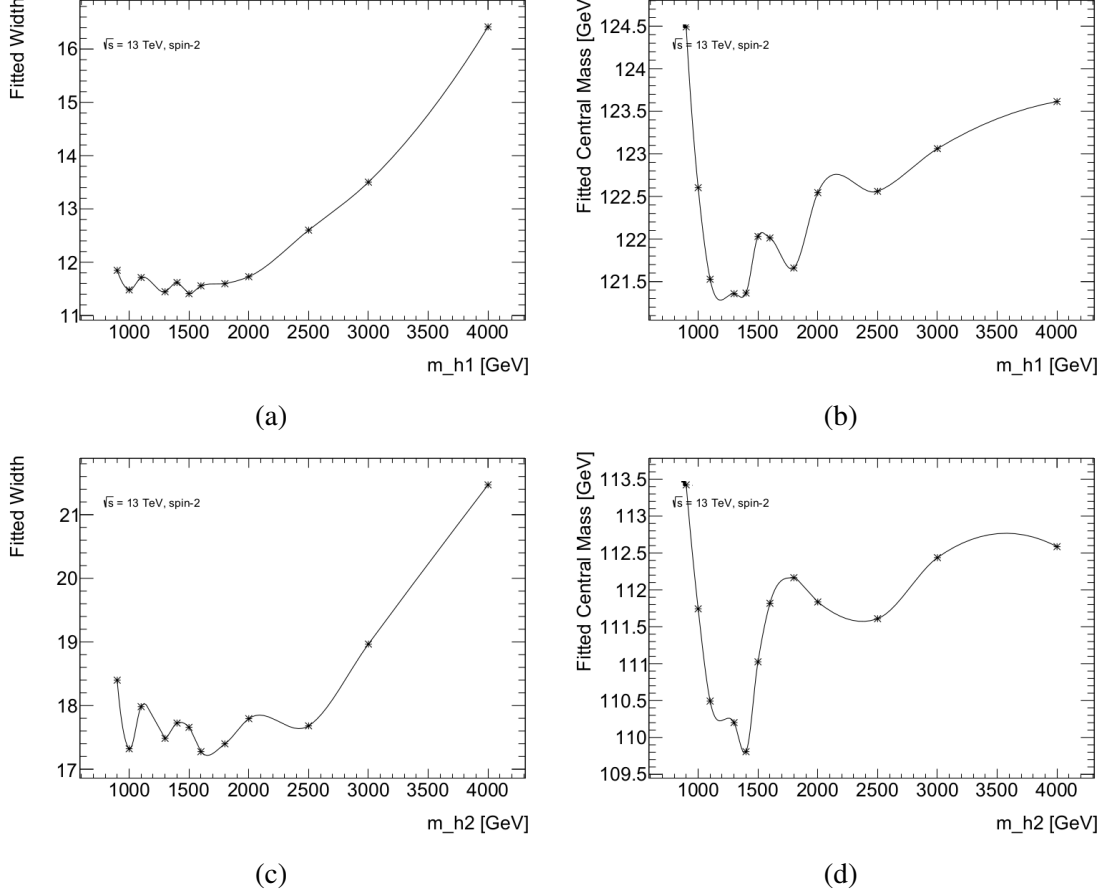 Fitted Width
16
15
14
13
12
11
√s = 13 TeV, spin-2
1000 1500 2000 2500 3000 3500 4000
m_h1 [GeV]
(a)
Fitted Central Mass [GeV]
124.5
124
123.5
123
122.5
122
121.5
√s = 13 TeV, spin-2
1000 1500 2000 2500 3000 3500 4000
m_h1 [GeV]
(b)
Fitted Width
21
20
19
18
17
√s = 13 TeV, spin-2
1000 1500 2000 2500 3000 3500 4000
m_h2 [GeV]
(c)
Fitted Central Mass [GeV]
113.5
113
112.5
112
111.5
111
110.5
110
109.5
√s = 13 TeV, spin-2
1000 1500 2000 2500 3000 3500 4000
m_h2 [GeV]
(d)